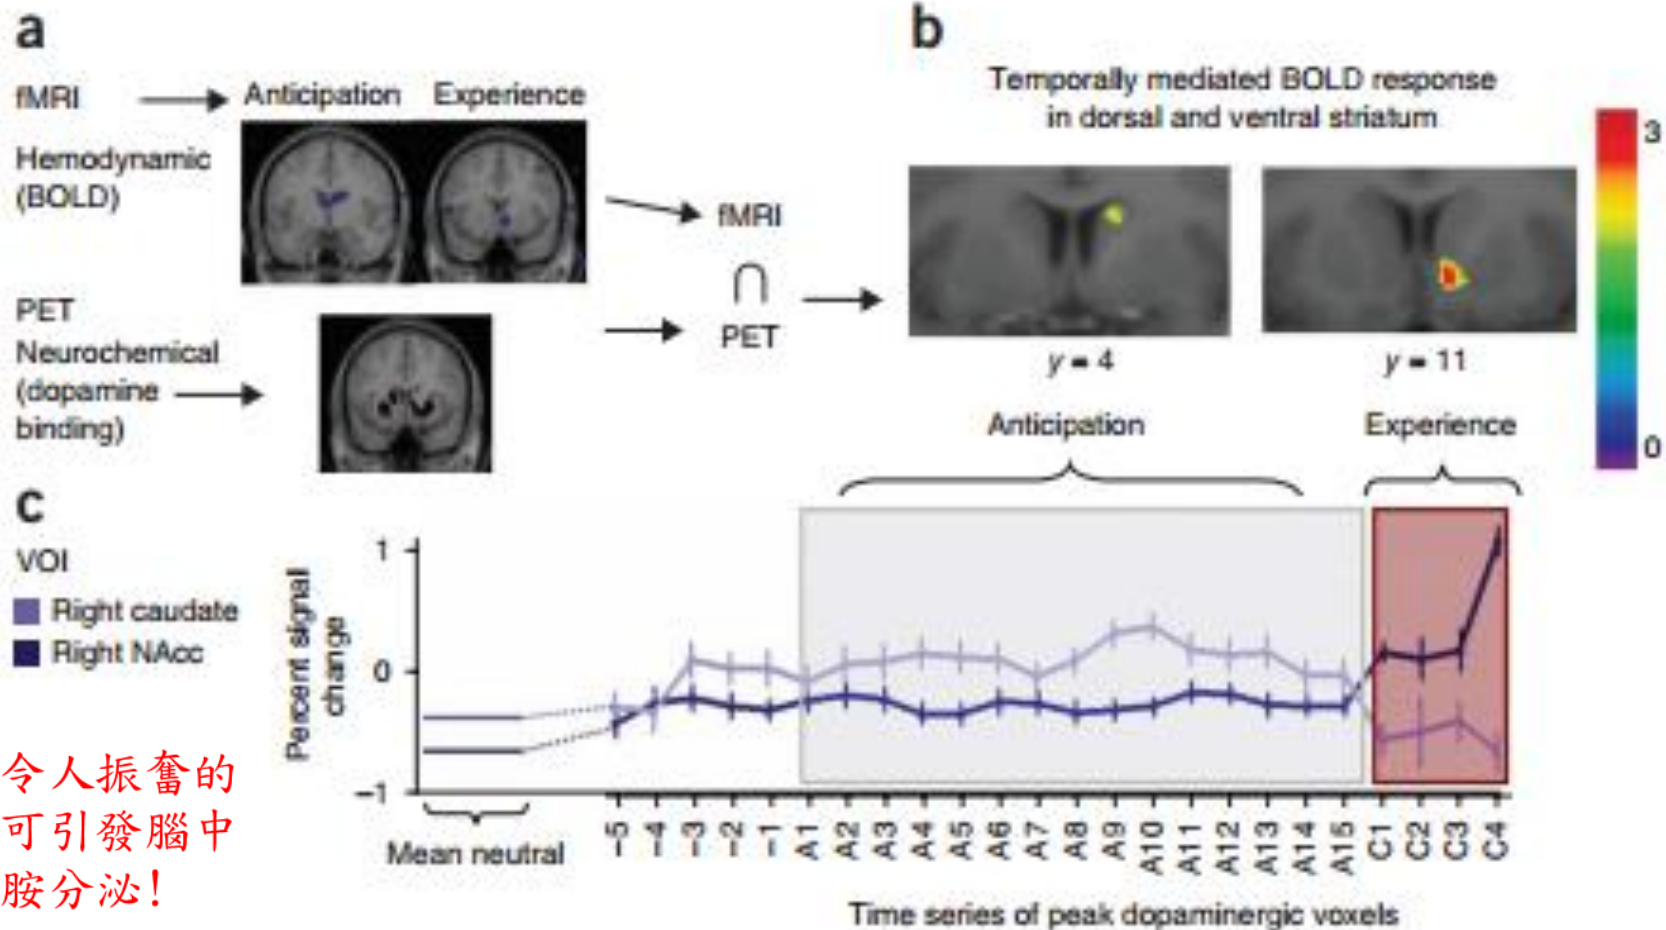 a
fMRI
Anticipation
Experience
Hemodynamic
(BOLD)
PET
Neurochemical
(dopamine
binding)
fMRI
∩
PET
b
Temporally mediated BOLD response
in dorsal and ventral striatum
y = 4
y = 11
3
0
c
VOI
Right caudate
Right NAcc
Anticipation
Experience
Percent signal
change
1
0
–1
Mean neutral
–5 –4 –3 –2 –1 A1 A2 A3 A4 A5 A6 A7 A8 A9 A10 A11 A12 A13 A14 A15 C1 C2 C3 C4
Time series of peak dopaminergic voxels
令人振奮的
可引發腦中
胺分泌！